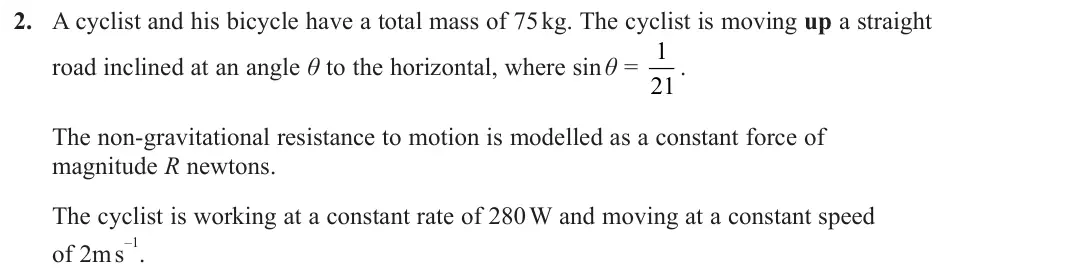 2. A cyclist and his bicycle have a total mass of 75 kg. The cyclist is moving up a straight
road inclined at an angle θ to the horizontal, where sin θ = 1/21.
The non-gravitational resistance to motion is modelled as a constant force of
magnitude R newtons.
The cyclist is working at a constant rate of 280 W and moving at a constant speed
of 2 m s⁻¹.